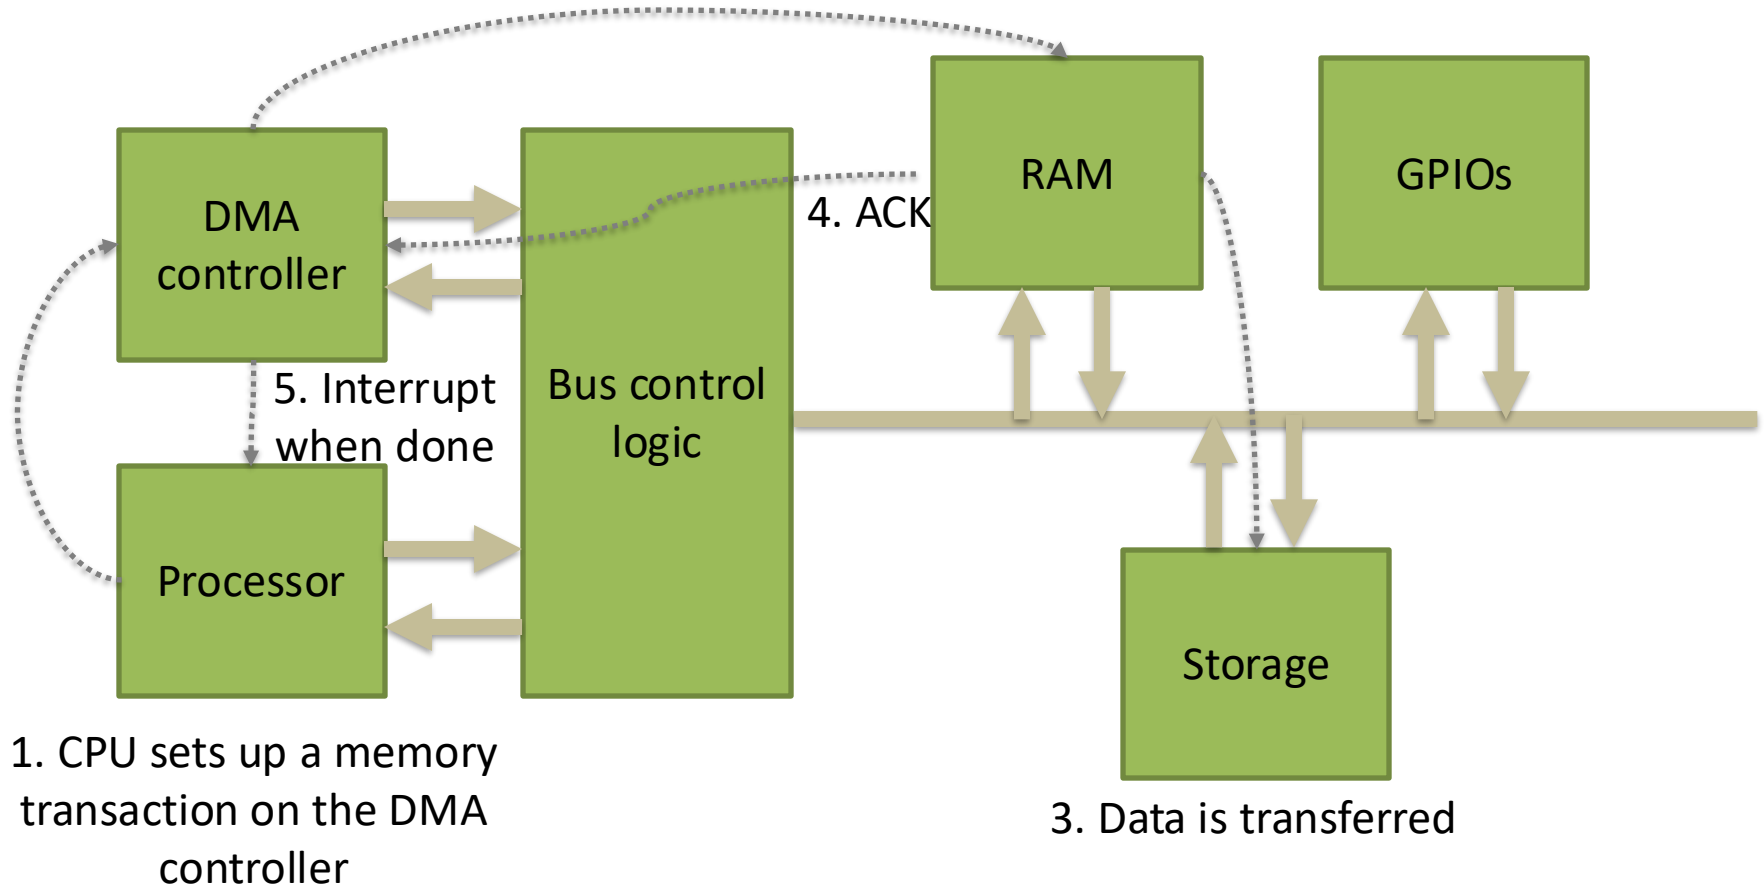 RAM
GPIOs
DMA
controller
4. ACK
5. Interrupt
when done
Bus control
logic
Processor
Storage
1. CPU sets up a memory
transaction on the DMA
controller
3. Data is transferred